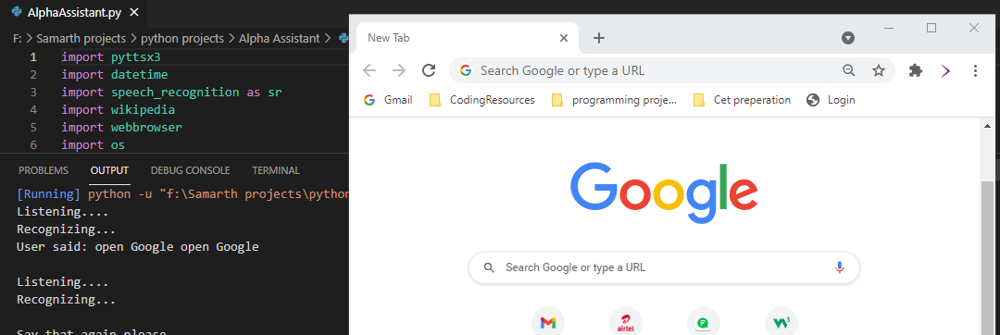 AlphaAssistant.py
F: > Samarth projects > python projects > Alpha Assistant >
1 import pyttsx3
2 import datetime
3 import speech_recognition as sr
4 import wikipedia
5 import webbrowser
6 import os
PROBLEMS OUTPUT DEBUG CONSOLE TERMINAL
[Running] python -u "f:\Samarth projects\python
Listening....
Recognizing...
User said: open Google open Google
Listening....
Recognizing...
Say that again please
New Tab
Search Google or type a URL
Gmail CodingResources programming proje... Cet preperation Login
Google
Search Google or type a URL
airtel
w3